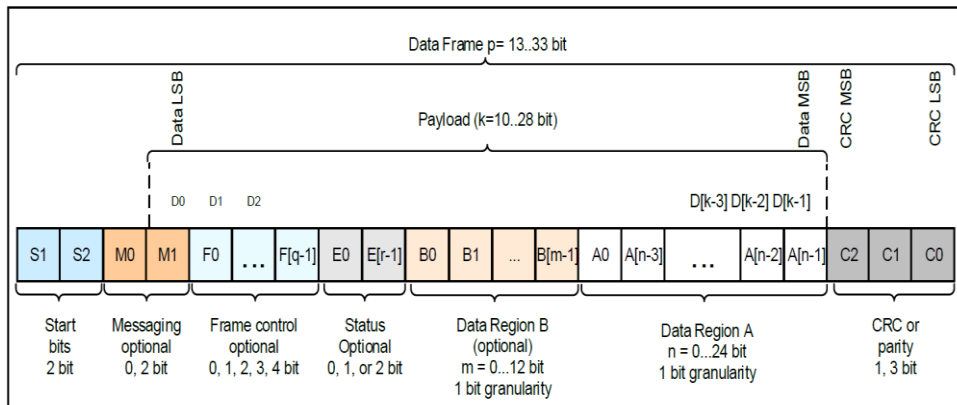 Data Frame p= 13..33 bit
Data LSB
Data MSB
CRC MSB
CRC LSB
Payload (k=10..28 bit)
D0 D1 D2 D[k-3] D[k-2] D[k-1]
S1 S2 M0 M1 F0 ... F[q-1] E0 E[r-1] B0 B1 ... B[m-1] A0 A[n-3] ... A[n-2] A[n-1] C2 C1 C0
Start
bits
2 bit
Messaging
optional
0, 2 bit
Frame control
optional
0, 1, 2, 3, 4 bit
Status
Optional
0, 1, or 2 bit
Data Region B
(optional)
m = 0...12 bit
1 bit granularity
Data Region A
n = 0...24 bit
1 bit granularity
CRC or
parity
1, 3 bit